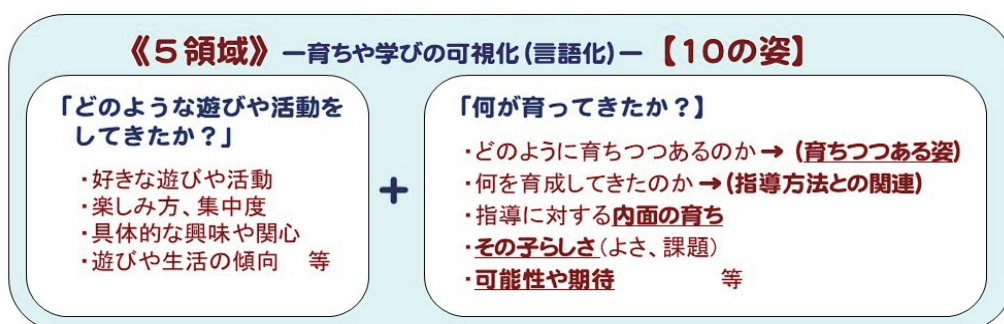 《5領域》―育ちや学びの可視化(言語化)―【10の姿】
「どのような遊びや活動を
してきたか？」
・好きな遊びや活動
・楽しみ方、集中度
・具体的な興味や関心
・遊びや生活の傾向　等
+
「何が育ってきたか？】
・どのように育ちつつあるのか→(育ちつつある姿)
・何を育成してきたのか→(指導方法との関連)
・指導に対する内面の育ち
・その子らしさ(よさ、課題)
・可能性や期待　等